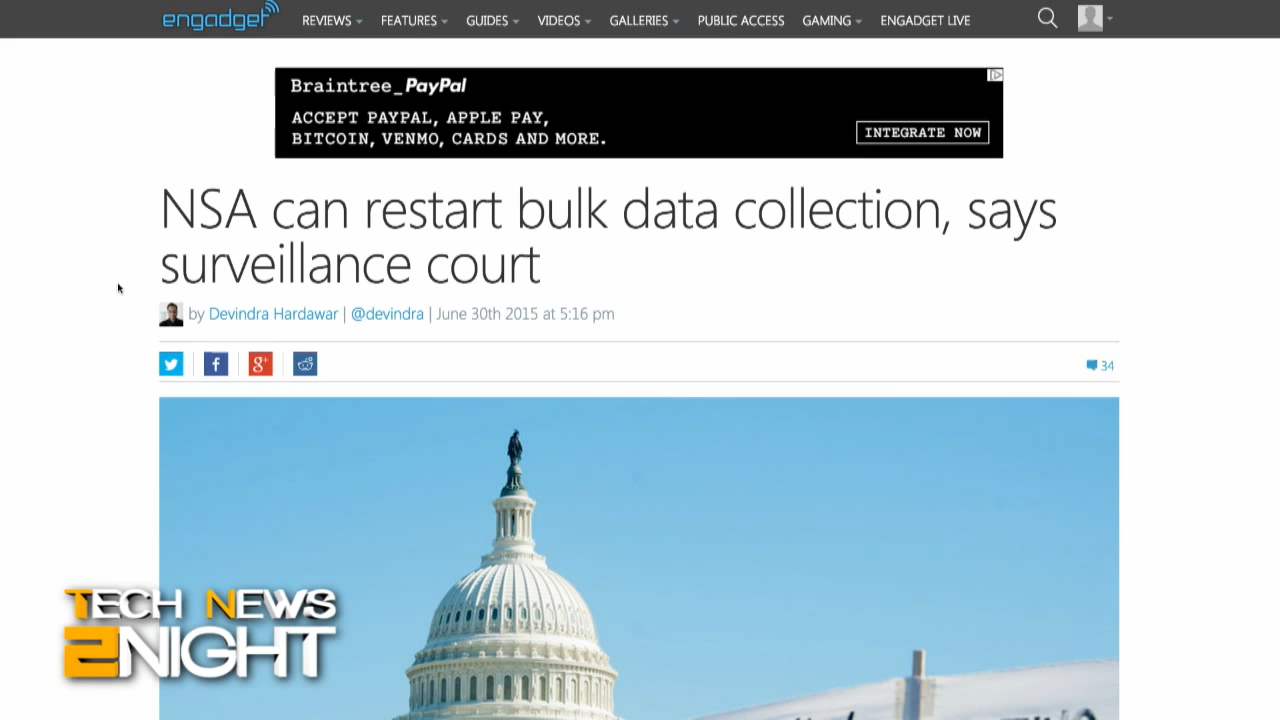 engadget REVIEWS FEATURES GUIDES VIDEOS GALLERIES PUBLIC ACCESS GAMING ENGADGET LIVE
Braintree_PayPal
ACCEPT PAYPAL, APPLE PAY,
BITCOIN, VENMO, CARDS AND MORE.
INTEGRATE NOW
NSA can restart bulk data collection, says
surveillance court
by Devindra Hardawar | @devindra | June 30th 2015 at 5:16 pm
34
TECH NEWS
2NIGHT